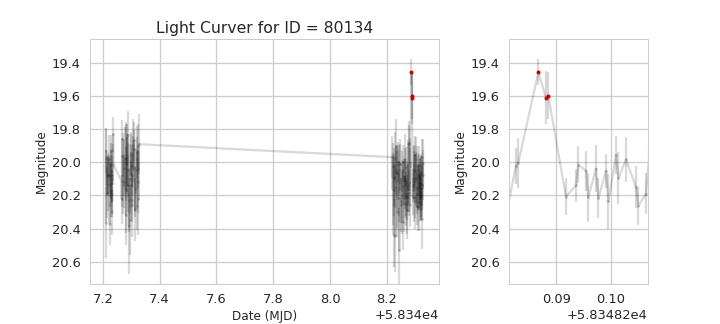 Light Curver for ID = 80134
19.4
19.6
19.8
20.0
20.2
20.4
20.6
Magnitude
7.2 7.4 7.6 7.8 8.0 8.2
Date (MJD) +5.834e4
19.4
19.6
19.8
20.0
20.2
20.4
20.6
Magnitude
0.09 0.10
+5.83482e4